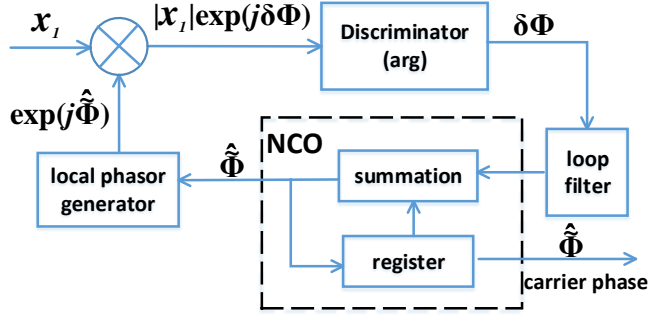 x₁
|x₁|exp(jδΦ)
Discriminator
(arg)
δΦ
exp(jΦ̃̂)
NCO
local phasor
generator
Φ̃̂
summation
loop
filter
register
Φ̃̂
carrier phase